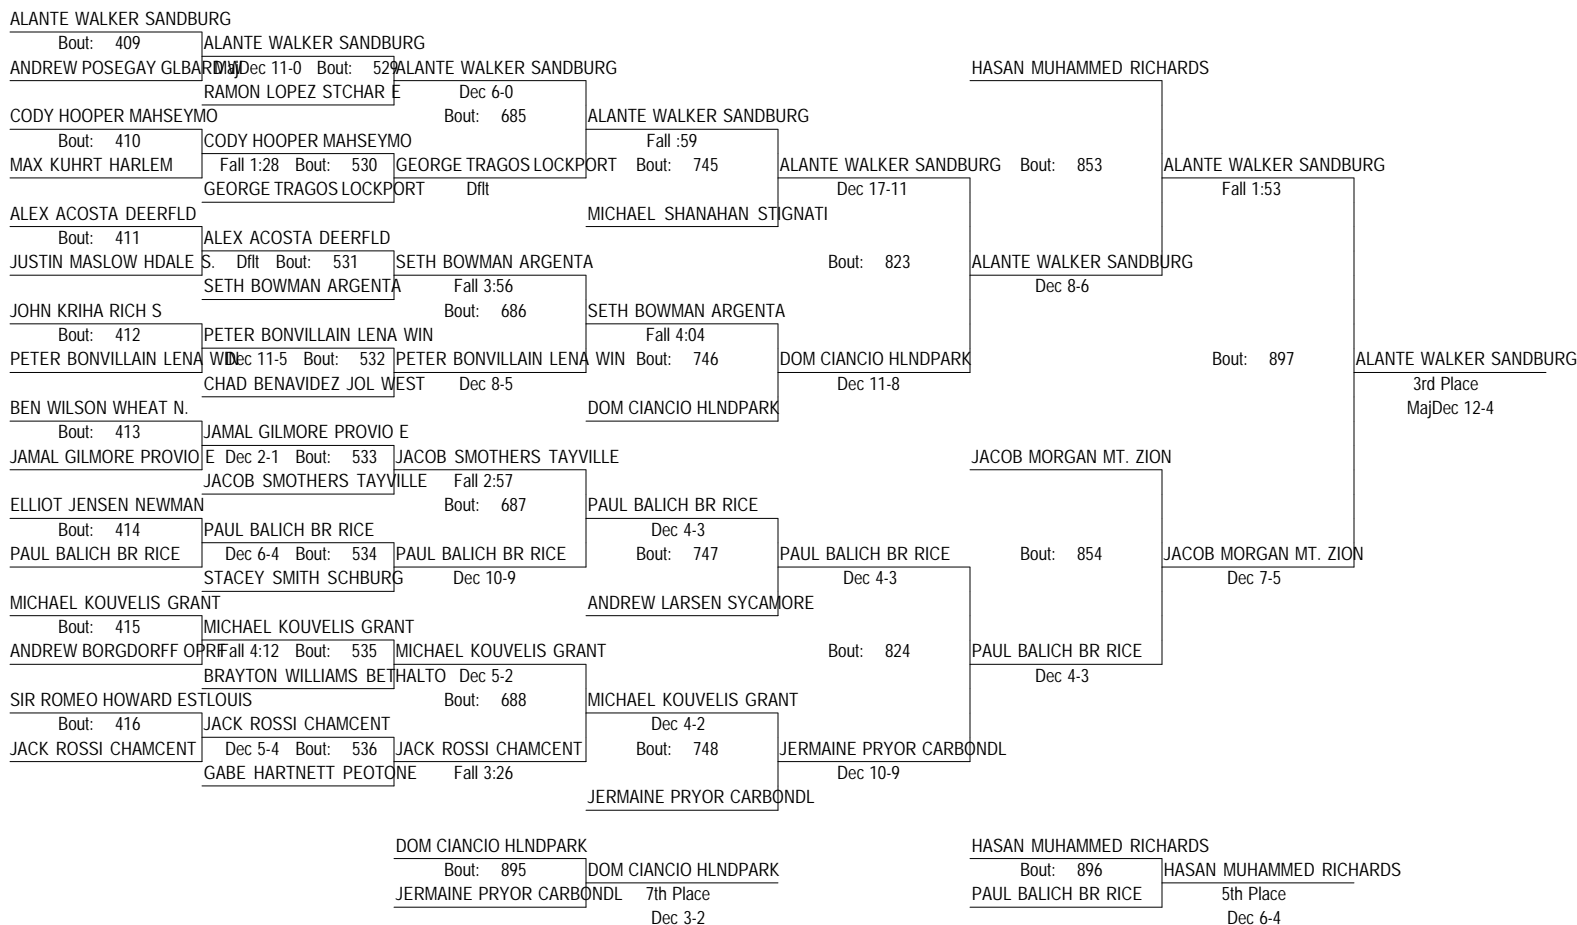 ALANTE WALKER SANDBURG
Bout: 409
ANDREW POSEGAY GLBARD W
CODY HOOPER MAHSEYMO
Bout: 410
MAX KUHRT HARLEM
ALEX ACOSTA DEERFLD
Bout: 411
JUSTIN MASLOW HDALE S.
JOHN KRIHA RICH S
Bout: 412
PETER BONVILLAIN LENA WIN
BEN WILSON WHEAT N.
Bout: 413
JAMAL GILMORE PROVIO E
ELLIOT JENSEN NEWMAN
Bout: 414
PAUL BALICH BR RICE
MICHAEL KOUVELIS GRANT
Bout: 415
ANDREW BORGDORFF OPRF
SIR ROMEO HOWARD ESTLOUIS
Bout: 416
JACK ROSSI CHAMCENT
ALANTE WALKER SANDBURG
MajDec 11-0 Bout: 529
RAMON LOPEZ STCHAR E
CODY HOOPER MAHSEYMO
Fall 1:28 Bout: 530
GEORGE TRAGOS LOCKPORT
ALEX ACOSTA DEERFLD
Dflt Bout: 531
SETH BOWMAN ARGENTA
PETER BONVILLAIN LENA WIN
Dec 11-5 Bout: 532
CHAD BENAVIDEZ JOL WEST
JAMAL GILMORE PROVIO E
Dec 2-1 Bout: 533
JACOB SMOTHERS TAYVILLE
PAUL BALICH BR RICE
Dec 6-4 Bout: 534
STACEY SMITH SCHBURG
MICHAEL KOUVELIS GRANT
Fall 4:12 Bout: 535
BRAYTON WILLIAMS BETHALTO
JACK ROSSI CHAMCENT
Dec 5-4 Bout: 536
GABE HARTNETT PEOTONE
ALANTE WALKER SANDBURG
Dec 6-0
Bout: 685
GEORGE TRAGOS LOCKPORT
Dflt
SETH BOWMAN ARGENTA
Fall 3:56
Bout: 686
PETER BONVILLAIN LENA WIN
Dec 8-5
JACOB SMOTHERS TAYVILLE
Fall 2:57
Bout: 687
PAUL BALICH BR RICE
Dec 10-9
MICHAEL KOUVELIS GRANT
Dec 5-2
Bout: 688
JACK ROSSI CHAMCENT
Fall 3:26
ALANTE WALKER SANDBURG
Fall :59
Bout: 745
MICHAEL SHANAHAN STIGNATI
SETH BOWMAN ARGENTA
Fall 4:04
Bout: 746
DOM CIANCIO HLNDPARK
PAUL BALICH BR RICE
Dec 4-3
Bout: 747
ANDREW LARSEN SYCAMORE
MICHAEL KOUVELIS GRANT
Dec 4-2
Bout: 748
JERMAINE PRYOR CARBONDL
ALANTE WALKER SANDBURG
Dec 17-11
Bout: 823
DOM CIANCIO HLNDPARK
Dec 11-8
PAUL BALICH BR RICE
Dec 4-3
Bout: 824
JERMAINE PRYOR CARBONDL
Dec 10-9
HASAN MUHAMMED RICHARDS
Bout: 853
ALANTE WALKER SANDBURG
Dec 8-6
JACOB MORGAN MT. ZION
Bout: 854
PAUL BALICH BR RICE
Dec 4-3
ALANTE WALKER SANDBURG
Fall 1:53
Bout: 897
JACOB MORGAN MT. ZION
Dec 7-5
ALANTE WALKER SANDBURG
3rd Place
MajDec 12-4
DOM CIANCIO HLNDPARK
Bout: 895
JERMAINE PRYOR CARBONDL
DOM CIANCIO HLNDPARK
7th Place
Dec 3-2
HASAN MUHAMMED RICHARDS
Bout: 896
PAUL BALICH BR RICE
HASAN MUHAMMED RICHARDS
5th Place
Dec 6-4